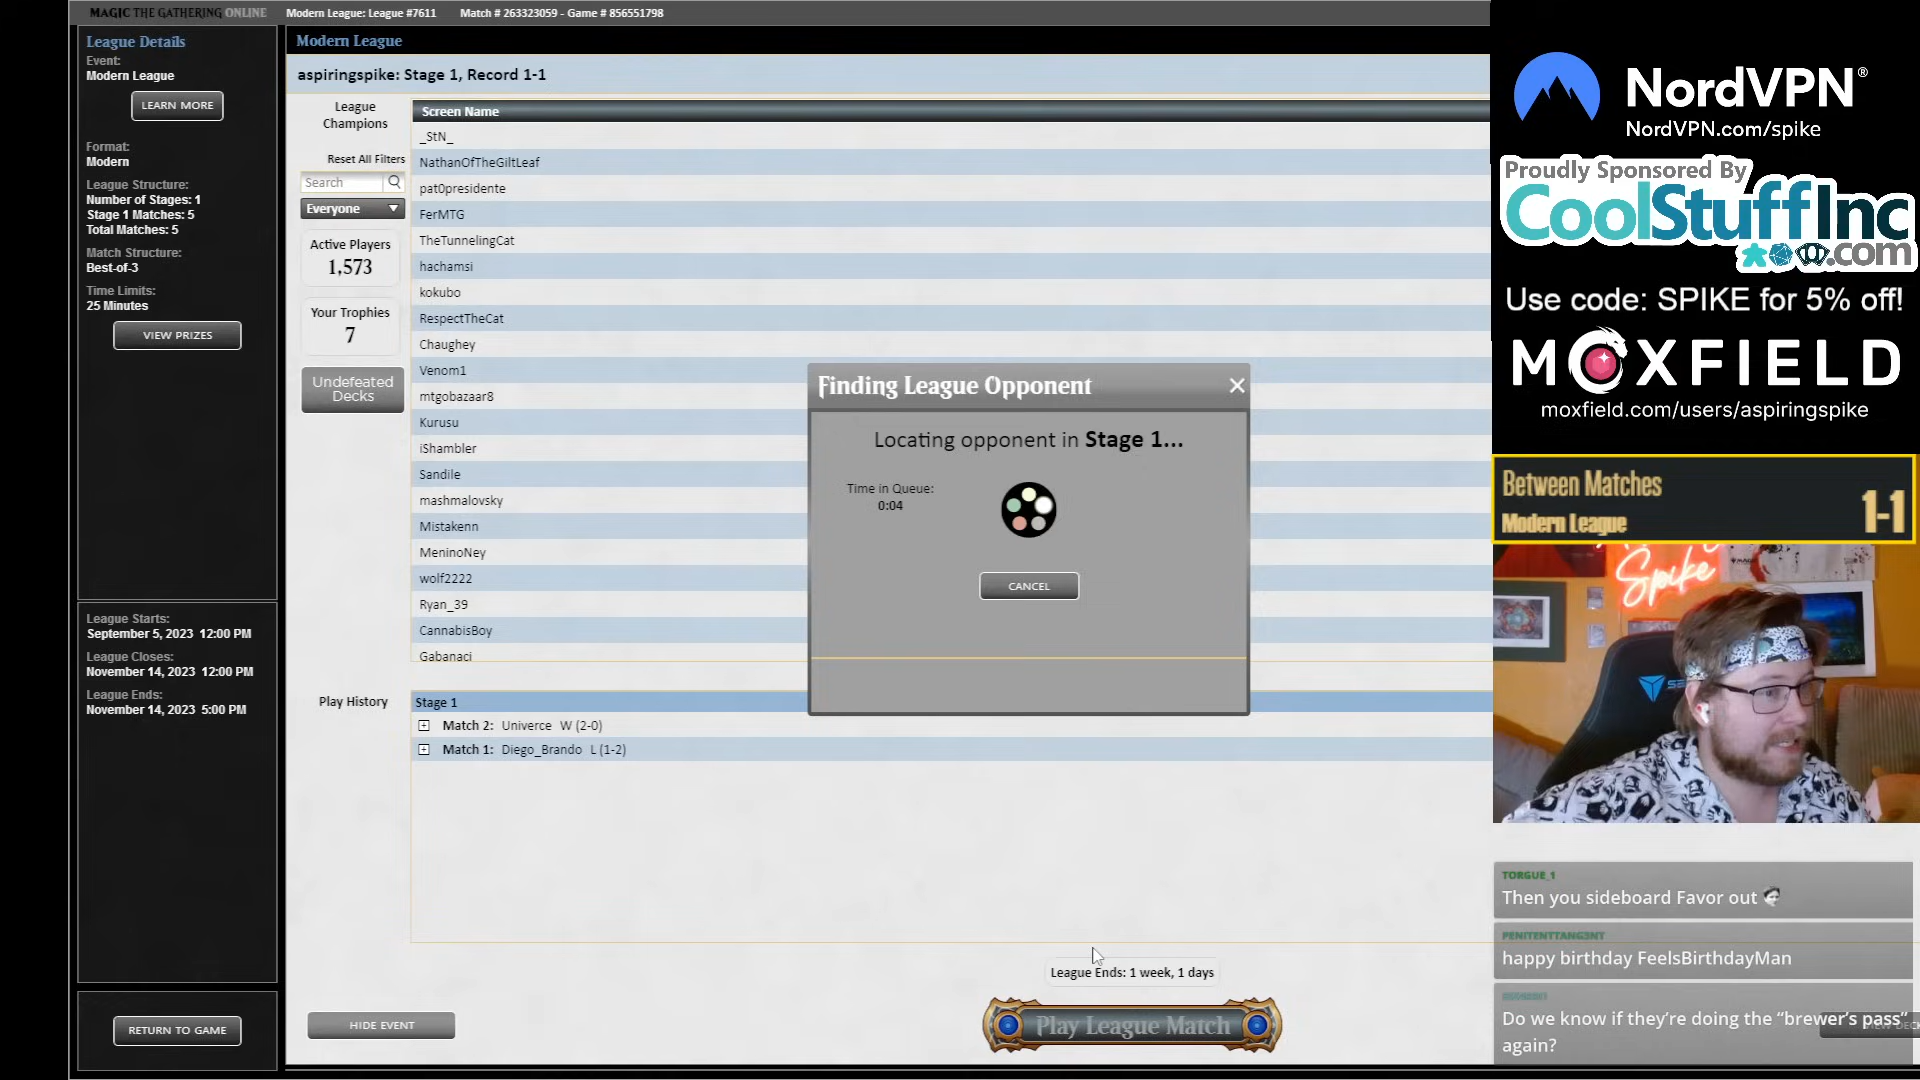 MAGIC THE GATHERING ONLINE
Modern League: League #7611
Match # 263323059 - Game # 856551798
League Details
Event:
Modern League
LEARN MORE
Format:
Modern
League Structure:
Number of Stages: 1
Stage 1 Matches: 5
Total Matches: 5
Match Structure:
Best-of-3
Time Limits:
25 Minutes
VIEW PRIZES
League Starts:
September 5, 2023 12:00 PM
League Closes:
November 14, 2023 12:00 PM
League Ends:
November 14, 2023 5:00 PM
RETURN TO GAME
Modern League
aspiringspike: Stage 1, Record 1-1
League
Champions
Reset All Filters
Search
Everyone
Active Players
1,573
Your Trophies
7
Undefeated
Decks
Screen Name
_StN_
NathanOfTheGiltLeaf
pat0presidente
FerMTG
TheTunnelingCat
hachamsi
kokubo
RespectTheCat
Chaughey
Venom1
mtgobazaar8
Kurusu
iShambler
Sandile
mashmalovsky
Mistakenn
MeninoNey
wolf2222
Ryan_39
CannabisBoy
Gabanaci
Finding League Opponent
Locating opponent in Stage 1...
Time in Queue:
0:04
CANCEL
Play History
Stage 1
Match 2: Univerce W (2-0)
Match 1: Diego_Brando L (1-2)
League Ends: 1 week, 1 days
HIDE EVENT
Play League Match
NordVPN®
NordVPN.com/spike
Proudly Sponsored By
CoolStuffInc
.com
Use code: SPIKE for 5% off!
MOXFIELD
moxfield.com/users/aspiringspike
Between Matches
Modern League
1-1
Spike
TORGUE_1
Then you sideboard Favor out
PENITENTTANG3NT
happy birthday FeelsBirthdayMan
Do we know if they're doing the “brewer's pass”
again?